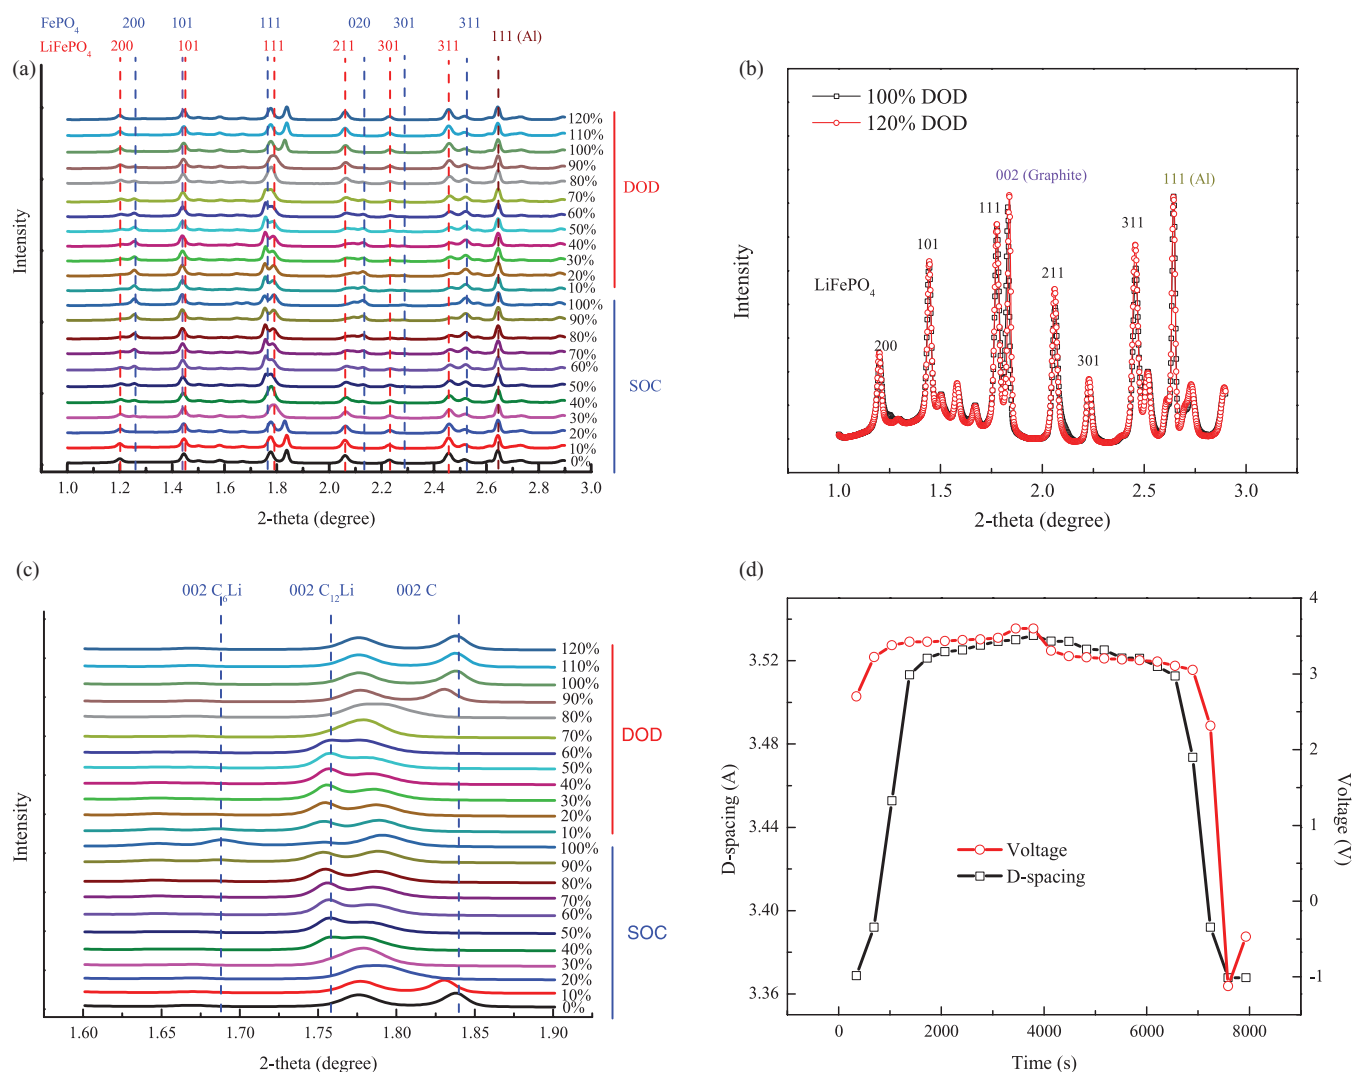 (a)
FePO4 200 101 111 020 301 311
LiFePO4 200 101 111 211 301 311 111 (Al)
Intensity
120%
110%
100%
90%
80%
70%
60%
50%
40%
30%
20%
10%
100%
90%
80%
70%
60%
50%
40%
30%
20%
10%
0%
DOD
SOC
1.0 1.2 1.4 1.6 1.8 2.0 2.2 2.4 2.6 2.8 3.0
2-theta (degree)
(b)
100% DOD
120% DOD
002 (Graphite)
111 (Al)
111
311
101
211
LiFePO4
200
301
Intensity
1.0 1.5 2.0 2.5 3.0
2-theta (degree)
(c)
002 C6Li 002 C12Li 002 C
Intensity
120%
110%
100%
90%
80%
70%
60%
50%
40%
30%
20%
10%
100%
90%
80%
70%
60%
50%
40%
30%
20%
10%
0%
DOD
SOC
1.60 1.65 1.70 1.75 1.80 1.85 1.90
2-theta (degree)
(d)
D-spacing (A)
3.52
3.48
3.44
3.40
3.36
Voltage
D-spacing
4
3
2
1
0
-1
Voltage (V)
0 2000 4000 6000 8000
Time (s)